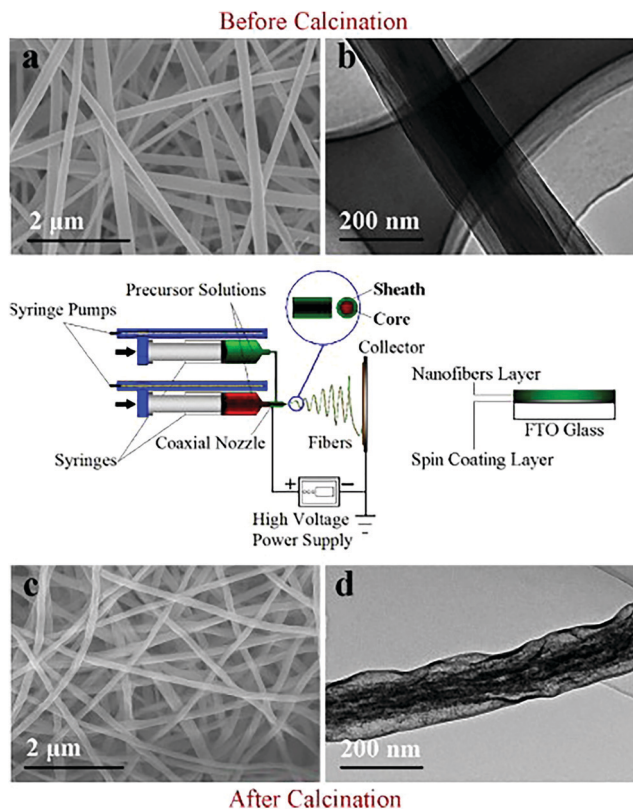 Before Calcination
a
2 μm
b
200 nm
Precursor Solutions
Syringe Pumps
Sheath
Core
Collector
Syringes
Coaxial Nozzle
Fibers
+
−
High Voltage
Power Supply
Nanofibers Layer
FTO Glass
Spin Coating Layer
c
2 μm
d
200 nm
After Calcination